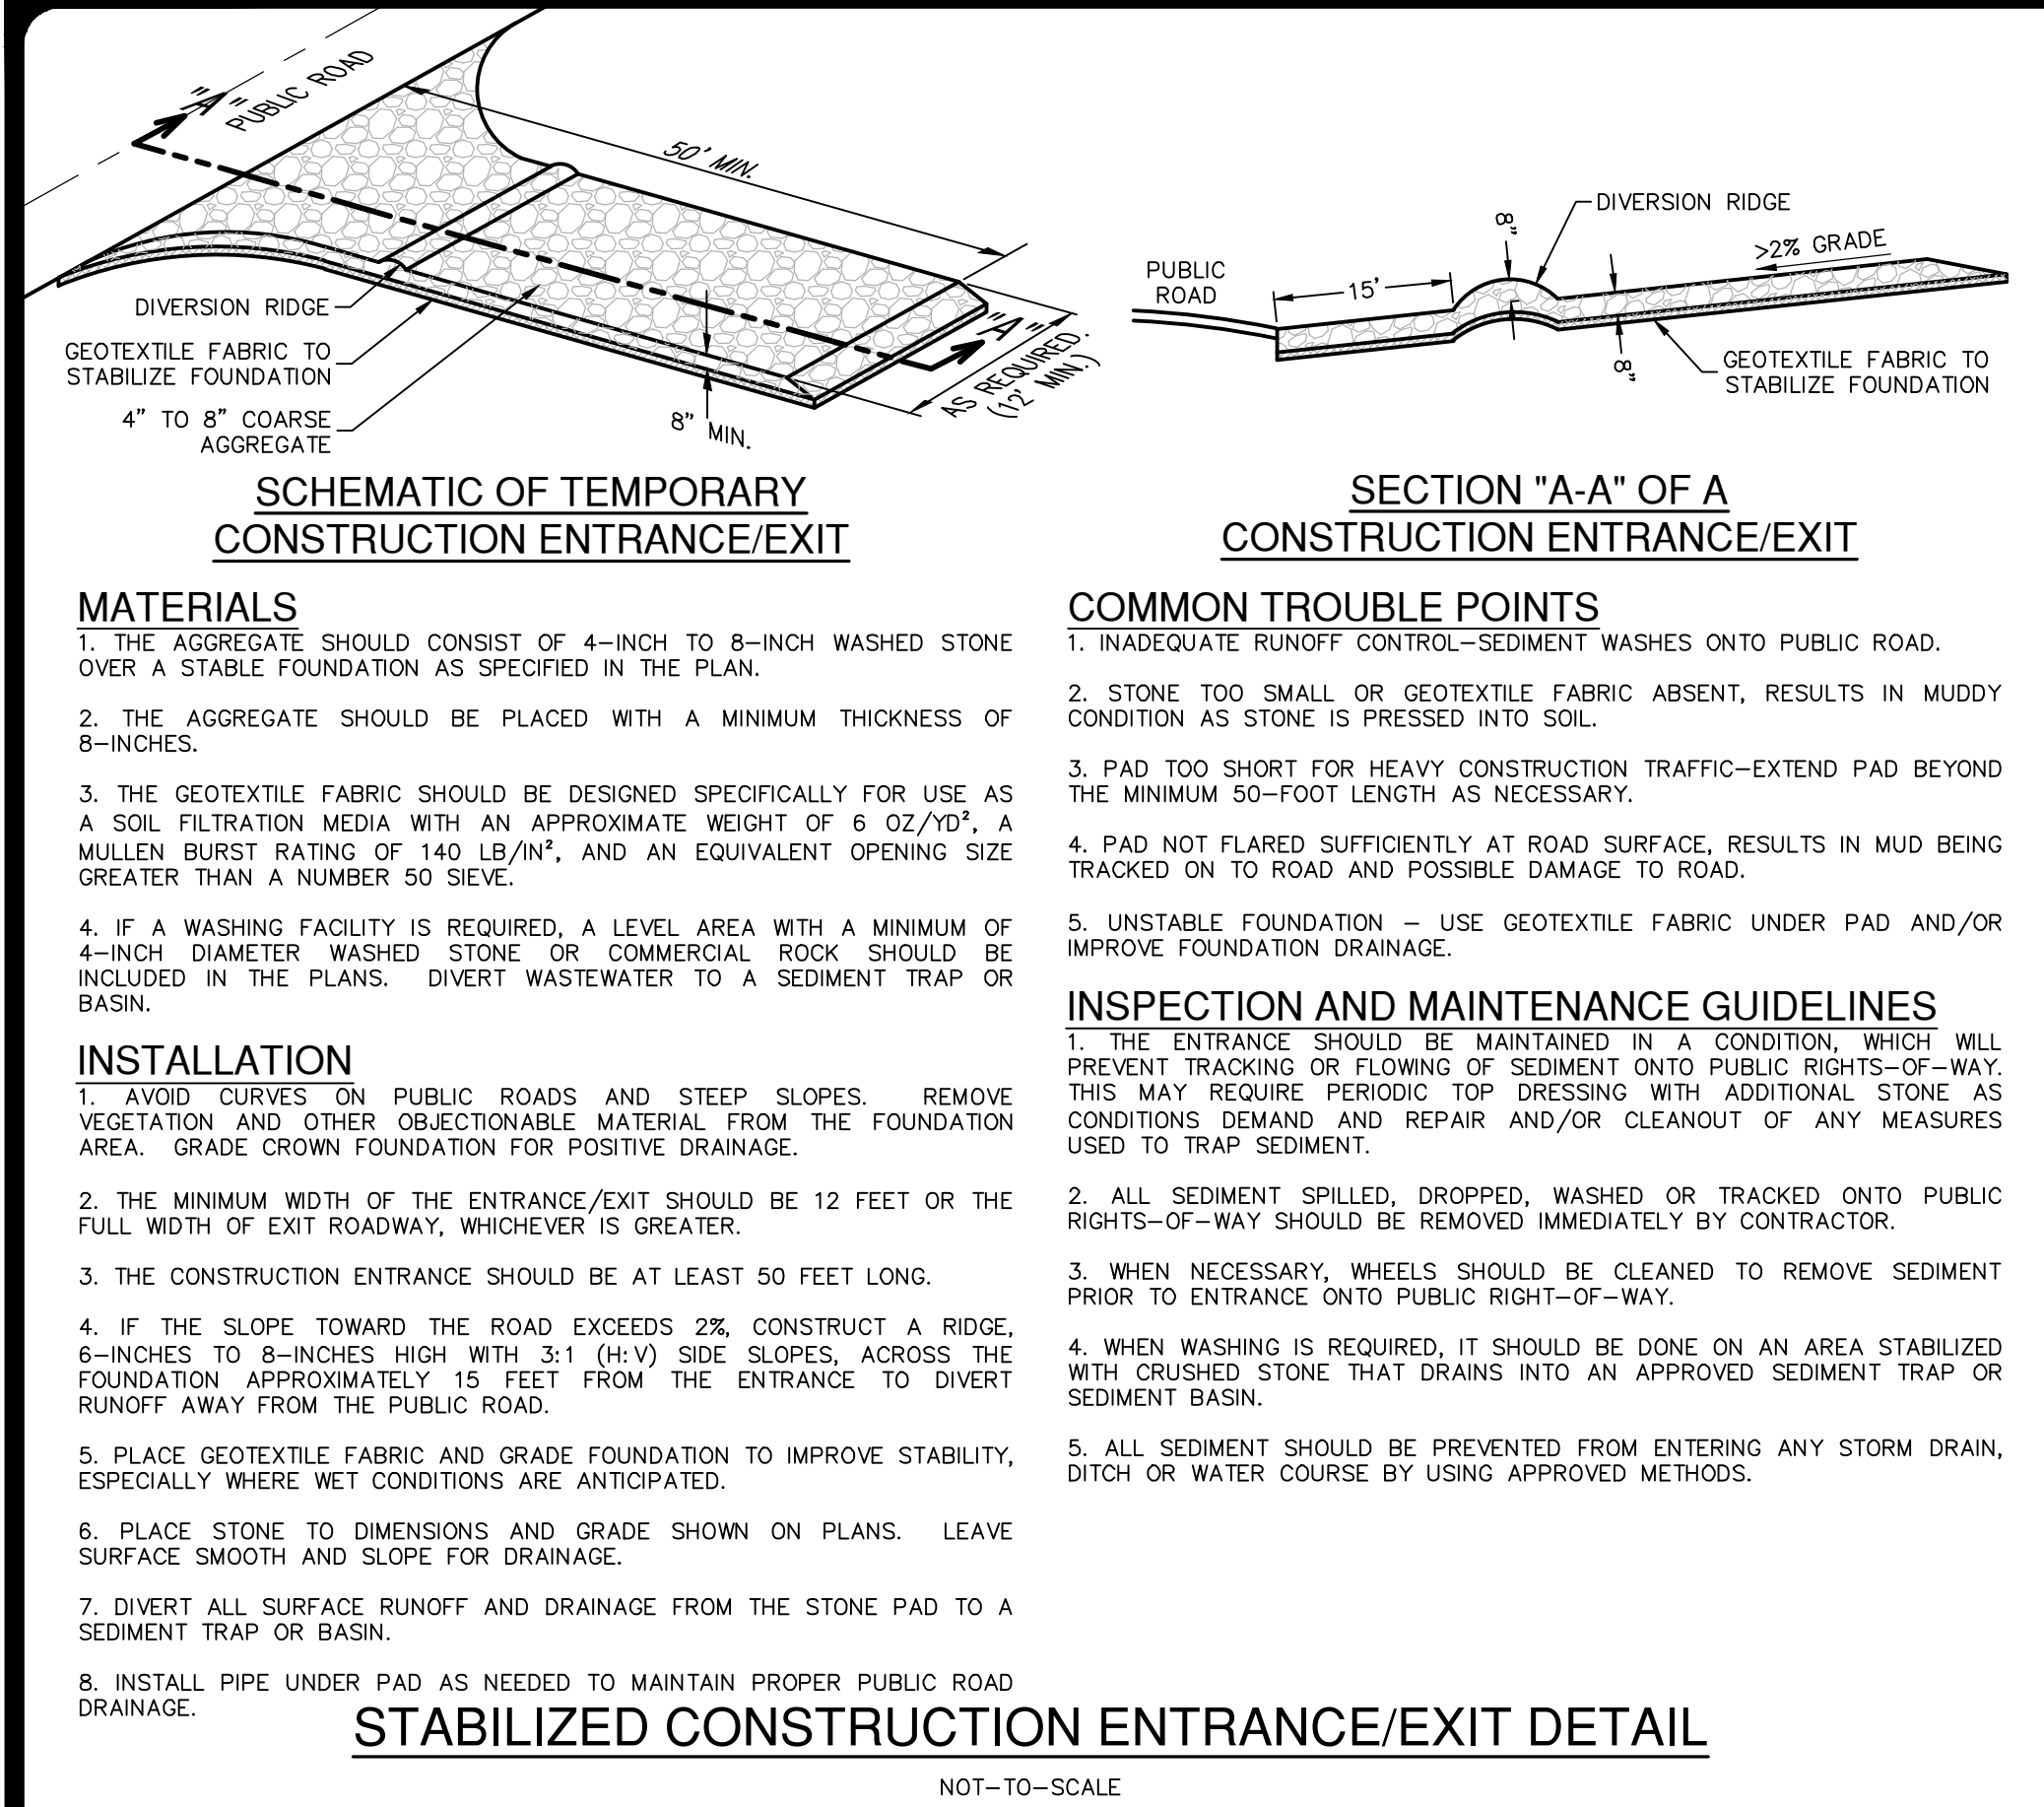 "A"
PUBLIC ROAD
50' MIN.
DIVERSION RIDGE
GEOTEXTILE FABRIC TO
STABILIZE FOUNDATION
4" TO 8" COARSE
AGGREGATE
8" MIN.
"A"
AS REQUIRED.
(12' MIN.)
SCHEMATIC OF TEMPORARY
CONSTRUCTION ENTRANCE/EXIT
PUBLIC
ROAD
15'
8"
DIVERSION RIDGE
>2% GRADE
8"
GEOTEXTILE FABRIC TO
STABILIZE FOUNDATION
SECTION "A-A" OF A
CONSTRUCTION ENTRANCE/EXIT
MATERIALS
1. THE AGGREGATE SHOULD CONSIST OF 4-INCH TO 8-INCH WASHED STONE
OVER A STABLE FOUNDATION AS SPECIFIED IN THE PLAN.
2. THE AGGREGATE SHOULD BE PLACED WITH A MINIMUM THICKNESS OF
8-INCHES.
3. THE GEOTEXTILE FABRIC SHOULD BE DESIGNED SPECIFICALLY FOR USE AS
A SOIL FILTRATION MEDIA WITH AN APPROXIMATE WEIGHT OF 6 OZ/YD², A
MULLEN BURST RATING OF 140 LB/IN², AND AN EQUIVALENT OPENING SIZE
GREATER THAN A NUMBER 50 SIEVE.
4. IF A WASHING FACILITY IS REQUIRED, A LEVEL AREA WITH A MINIMUM OF
4-INCH DIAMETER WASHED STONE OR COMMERCIAL ROCK SHOULD BE
INCLUDED IN THE PLANS. DIVERT WASTEWATER TO A SEDIMENT TRAP OR
BASIN.
INSTALLATION
1. AVOID CURVES ON PUBLIC ROADS AND STEEP SLOPES. REMOVE
VEGETATION AND OTHER OBJECTIONABLE MATERIAL FROM THE FOUNDATION
AREA. GRADE CROWN FOUNDATION FOR POSITIVE DRAINAGE.
2. THE MINIMUM WIDTH OF THE ENTRANCE/EXIT SHOULD BE 12 FEET OR THE
FULL WIDTH OF EXIT ROADWAY, WHICHEVER IS GREATER.
3. THE CONSTRUCTION ENTRANCE SHOULD BE AT LEAST 50 FEET LONG.
4. IF THE SLOPE TOWARD THE ROAD EXCEEDS 2%, CONSTRUCT A RIDGE,
6-INCHES TO 8-INCHES HIGH WITH 3:1 (H:V) SIDE SLOPES, ACROSS THE
FOUNDATION APPROXIMATELY 15 FEET FROM THE ENTRANCE TO DIVERT
RUNOFF AWAY FROM THE PUBLIC ROAD.
5. PLACE GEOTEXTILE FABRIC AND GRADE FOUNDATION TO IMPROVE STABILITY,
ESPECIALLY WHERE WET CONDITIONS ARE ANTICIPATED.
6. PLACE STONE TO DIMENSIONS AND GRADE SHOWN ON PLANS. LEAVE
SURFACE SMOOTH AND SLOPE FOR DRAINAGE.
7. DIVERT ALL SURFACE RUNOFF AND DRAINAGE FROM THE STONE PAD TO A
SEDIMENT TRAP OR BASIN.
8. INSTALL PIPE UNDER PAD AS NEEDED TO MAINTAIN PROPER PUBLIC ROAD
DRAINAGE.
COMMON TROUBLE POINTS
1. INADEQUATE RUNOFF CONTROL-SEDIMENT WASHES ONTO PUBLIC ROAD.
2. STONE TOO SMALL OR GEOTEXTILE FABRIC ABSENT, RESULTS IN MUDDY
CONDITION AS STONE IS PRESSED INTO SOIL.
3. PAD TOO SHORT FOR HEAVY CONSTRUCTION TRAFFIC-EXTEND PAD BEYOND
THE MINIMUM 50-FOOT LENGTH AS NECESSARY.
4. PAD NOT FLARED SUFFICIENTLY AT ROAD SURFACE, RESULTS IN MUD BEING
TRACKED ON TO ROAD AND POSSIBLE DAMAGE TO ROAD.
5. UNSTABLE FOUNDATION - USE GEOTEXTILE FABRIC UNDER PAD AND/OR
IMPROVE FOUNDATION DRAINAGE.
INSPECTION AND MAINTENANCE GUIDELINES
1. THE ENTRANCE SHOULD BE MAINTAINED IN A CONDITION, WHICH WILL
PREVENT TRACKING OR FLOWING OF SEDIMENT ONTO PUBLIC RIGHTS-OF-WAY.
THIS MAY REQUIRE PERIODIC TOP DRESSING WITH ADDITIONAL STONE AS
CONDITIONS DEMAND AND REPAIR AND/OR CLEANOUT OF ANY MEASURES
USED TO TRAP SEDIMENT.
2. ALL SEDIMENT SPILLED, DROPPED, WASHED OR TRACKED ONTO PUBLIC
RIGHTS-OF-WAY SHOULD BE REMOVED IMMEDIATELY BY CONTRACTOR.
3. WHEN NECESSARY, WHEELS SHOULD BE CLEANED TO REMOVE SEDIMENT
PRIOR TO ENTRANCE ONTO PUBLIC RIGHT-OF-WAY.
4. WHEN WASHING IS REQUIRED, IT SHOULD BE DONE ON AN AREA STABILIZED
WITH CRUSHED STONE THAT DRAINS INTO AN APPROVED SEDIMENT TRAP OR
SEDIMENT BASIN.
5. ALL SEDIMENT SHOULD BE PREVENTED FROM ENTERING ANY STORM DRAIN,
DITCH OR WATER COURSE BY USING APPROVED METHODS.
STABILIZED CONSTRUCTION ENTRANCE/EXIT DETAIL
NOT-TO-SCALE